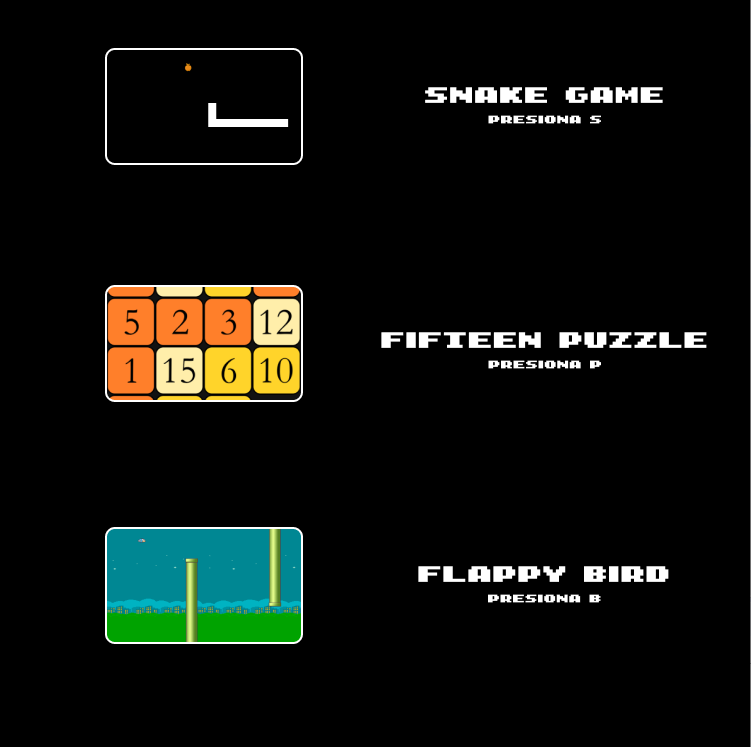 SNAKE GAME
PRESIONA S
5 2 3 12
1 15 6 10
FIFTEEN PUZZLE
PRESIONA P
FLAPPY BIRD
PRESIONA B